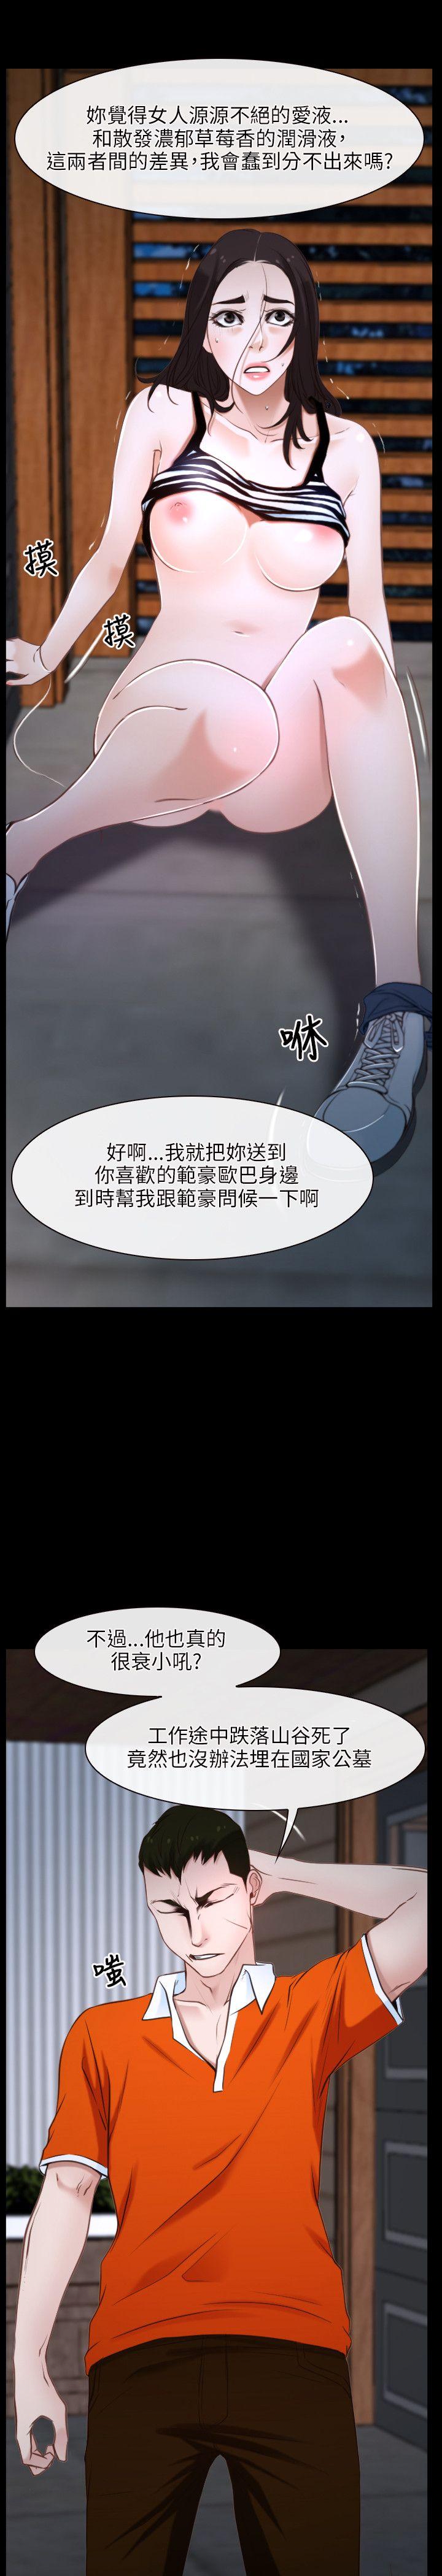 妳覺得女人源源不絕的愛液...
和散發濃郁草莓香的潤滑液,
這兩者間的差異,我會蠢到分不出來嗎?
摸
摸
咻
好啊...我就把妳送到
你喜歡的範豪歐巴身邊
到時幫我跟範豪問候一下啊
不過...他也真的
很衰小吼?
工作途中跌落山谷死了
竟然也沒辦法埋在國家公墓
嗤